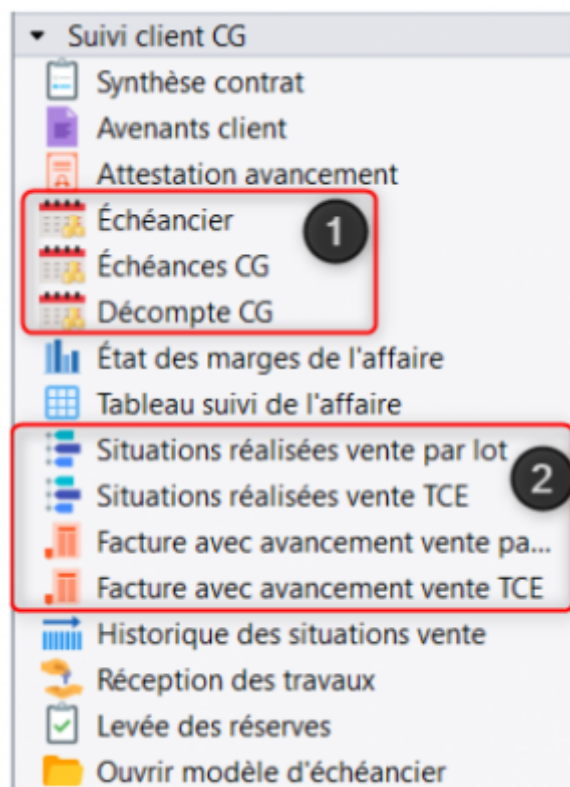 Suivi client CG
Synthèse contrat
Avenants client
Attestation avancement
Échéancier
1
Échéances CG
Décompte CG
État des marges de l'affaire
Tableau suivi de l'affaire
Situations réalisées vente par lot
2
Situations réalisées vente TCE
Facture avec avancement vente pa...
Facture avec avancement vente TCE
Historique des situations vente
Réception des travaux
Levée des réserves
Ouvrir modèle d'échéancier